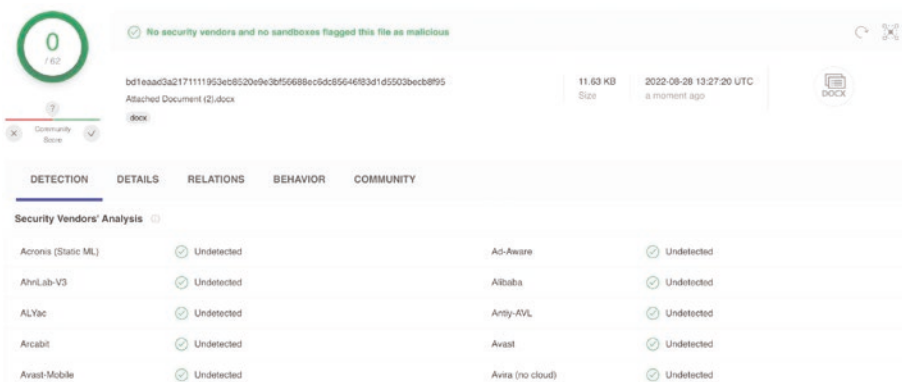 0
/ 62
No security vendors and no sandboxes flagged this file as malicious
?
Community
Score
Attached Document (2).docx
docx
11.63 KB
Size
2022-08-28 13:27:20 UTC
a moment ago
DOCX
DETECTION DETAILS RELATIONS BEHAVIOR COMMUNITY
Security Vendors' Analysis
Acronis (Static ML) Undetected Ad-Aware Undetected
AhnLab-V3 Undetected Alibaba Undetected
ALYac Undetected Antiy-AVL Undetected
Arcabit Undetected Avast Undetected
Avast-Mobile Undetected Avira (no cloud) Undetected